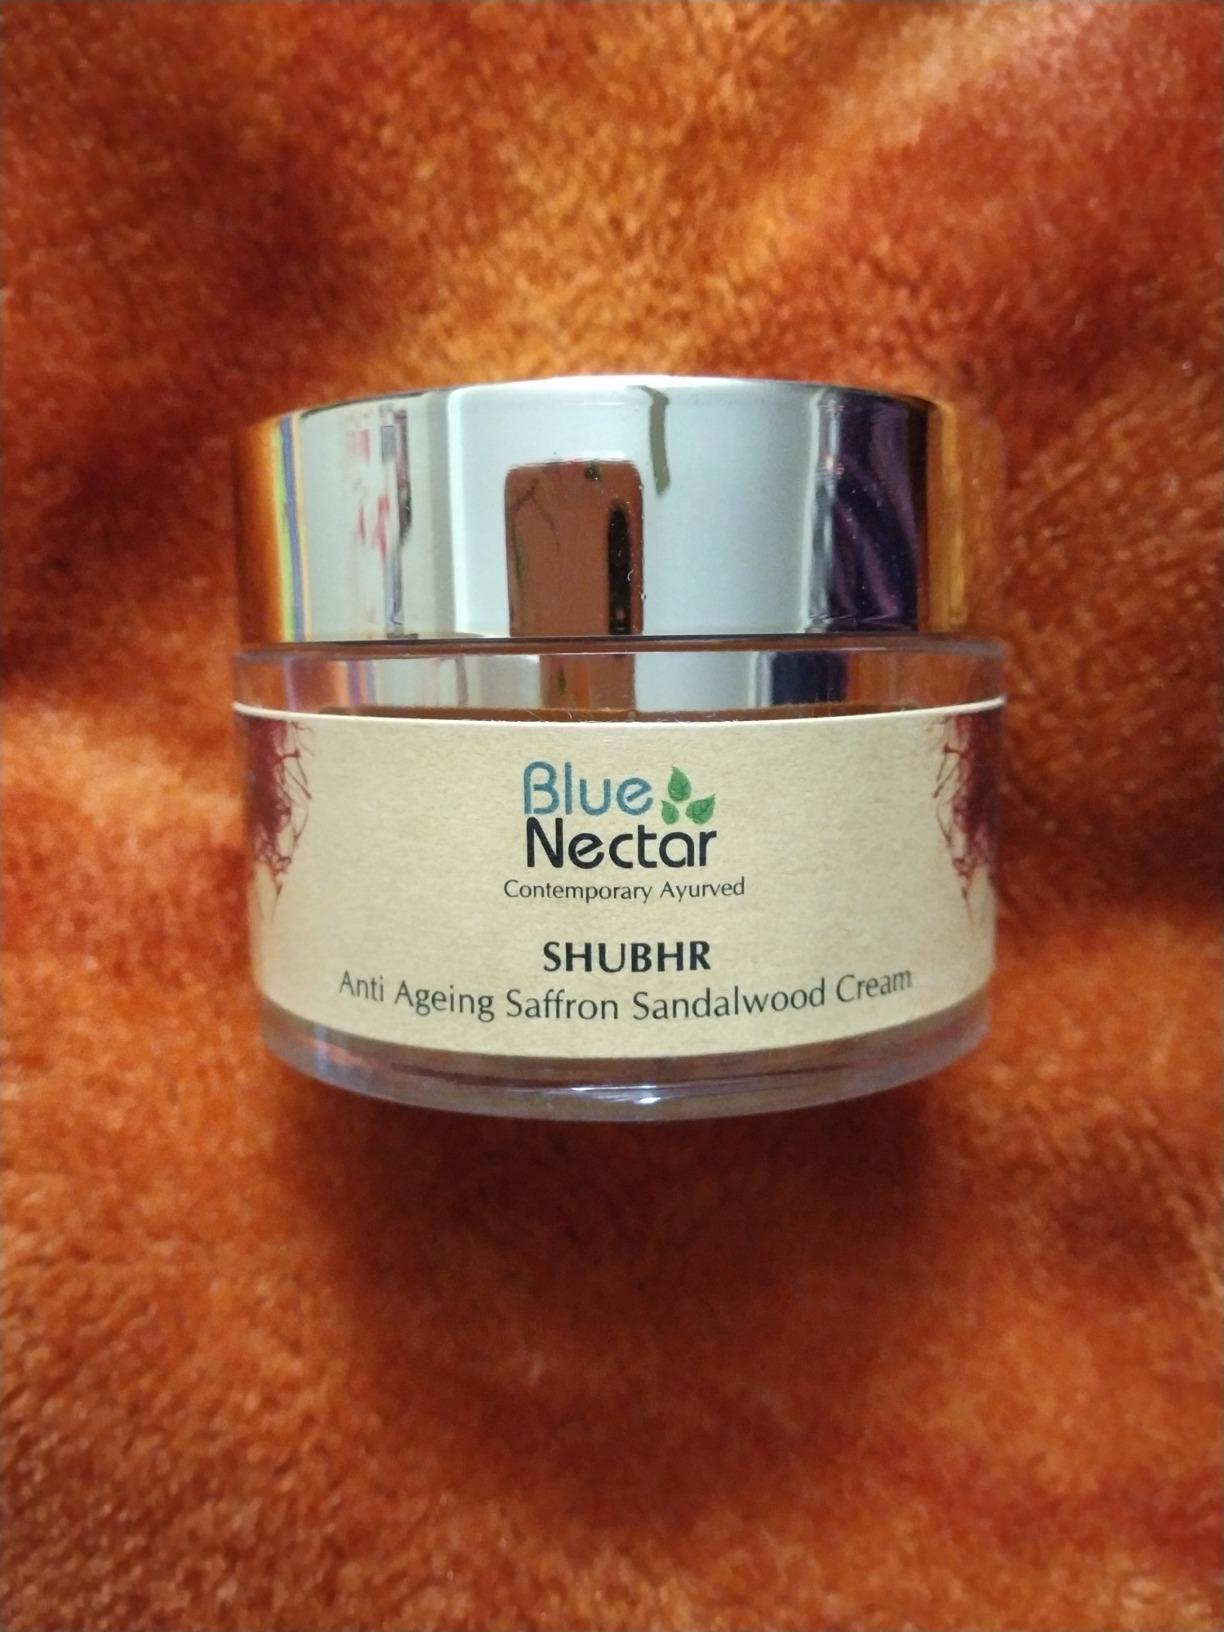 Blue
Nectar
Contemporary Ayurved
SHUBHR
Anti Ageing Saffron Sandalwood Cream